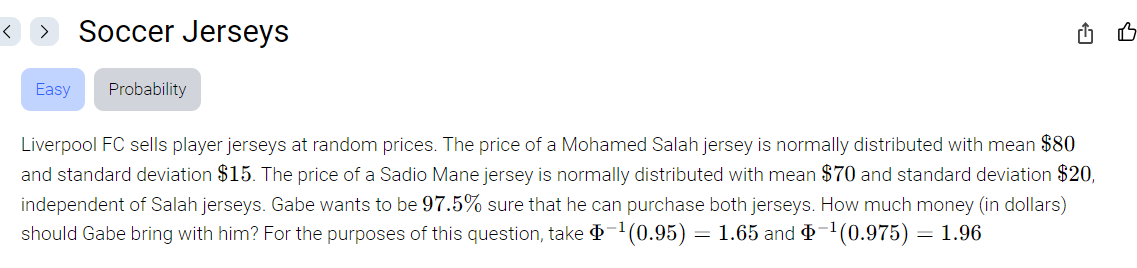 Soccer Jerseys
Easy
Probability
Liverpool FC sells player jerseys at random prices. The price of a Mohamed Salah jersey is normally distributed with mean $80
and standard deviation $15. The price of a Sadio Mane jersey is normally distributed with mean $70 and standard deviation $20,
independent of Salah jerseys. Gabe wants to be 97.5% sure that he can purchase both jerseys. How much money (in dollars)
should Gabe bring with him? For the purposes of this question, take Φ⁻¹(0.95) = 1.65 and Φ⁻¹(0.975) = 1.96